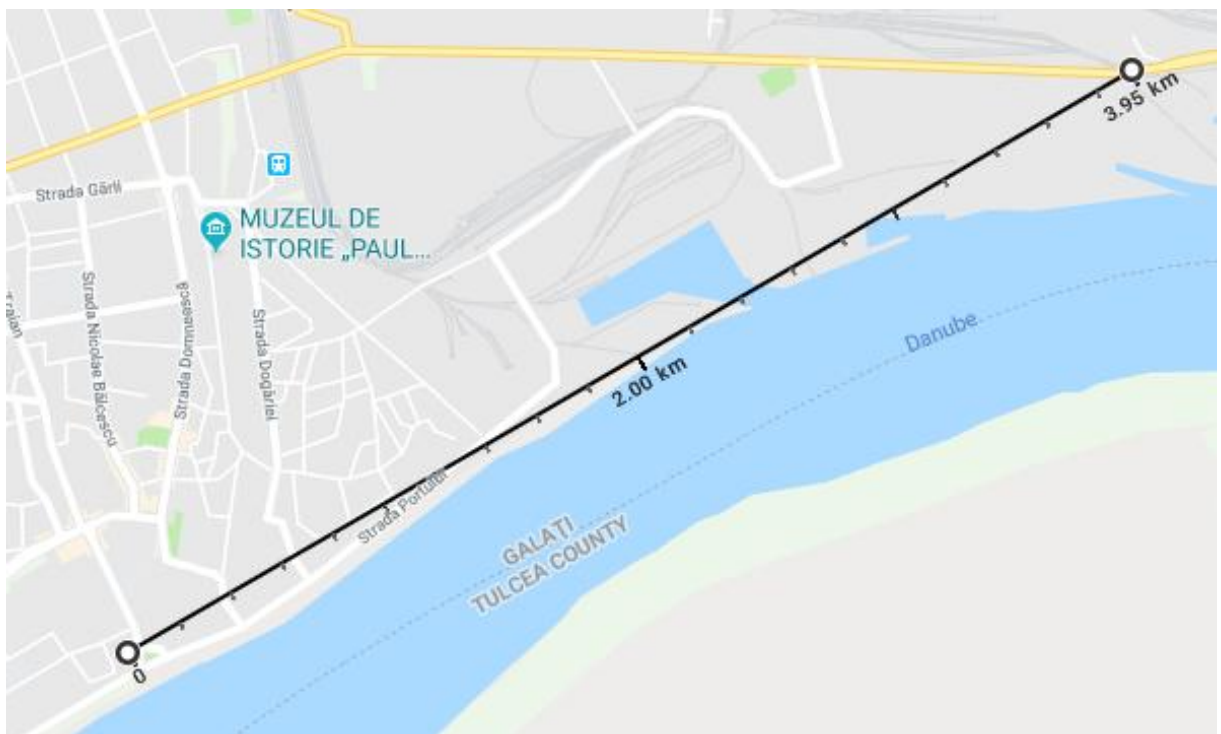 3.95 km
Strada Gârlii
MUZEUL DE
ISTORIE „PAUL...
Traian
Strada Nicolae Bălcescu
Strada Domnească
Strada Dogăriei
Danube
2.00 km
Strada Portului
GALAȚI
TULCEA COUNTY
0